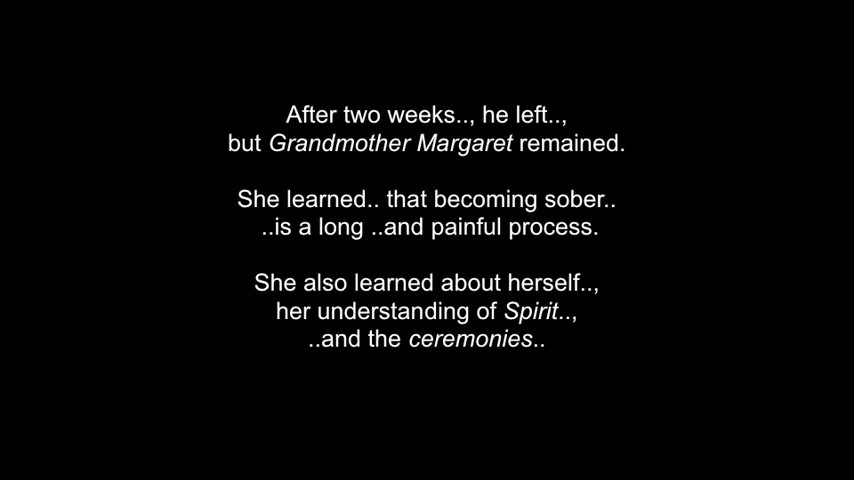 After two weeks.., he left..,
but Grandmother Margaret remained.
She learned.. that becoming sober..
..is a long ..and painful process.
She also learned about herself..,
her understanding of Spirit..,
..and the ceremonies..